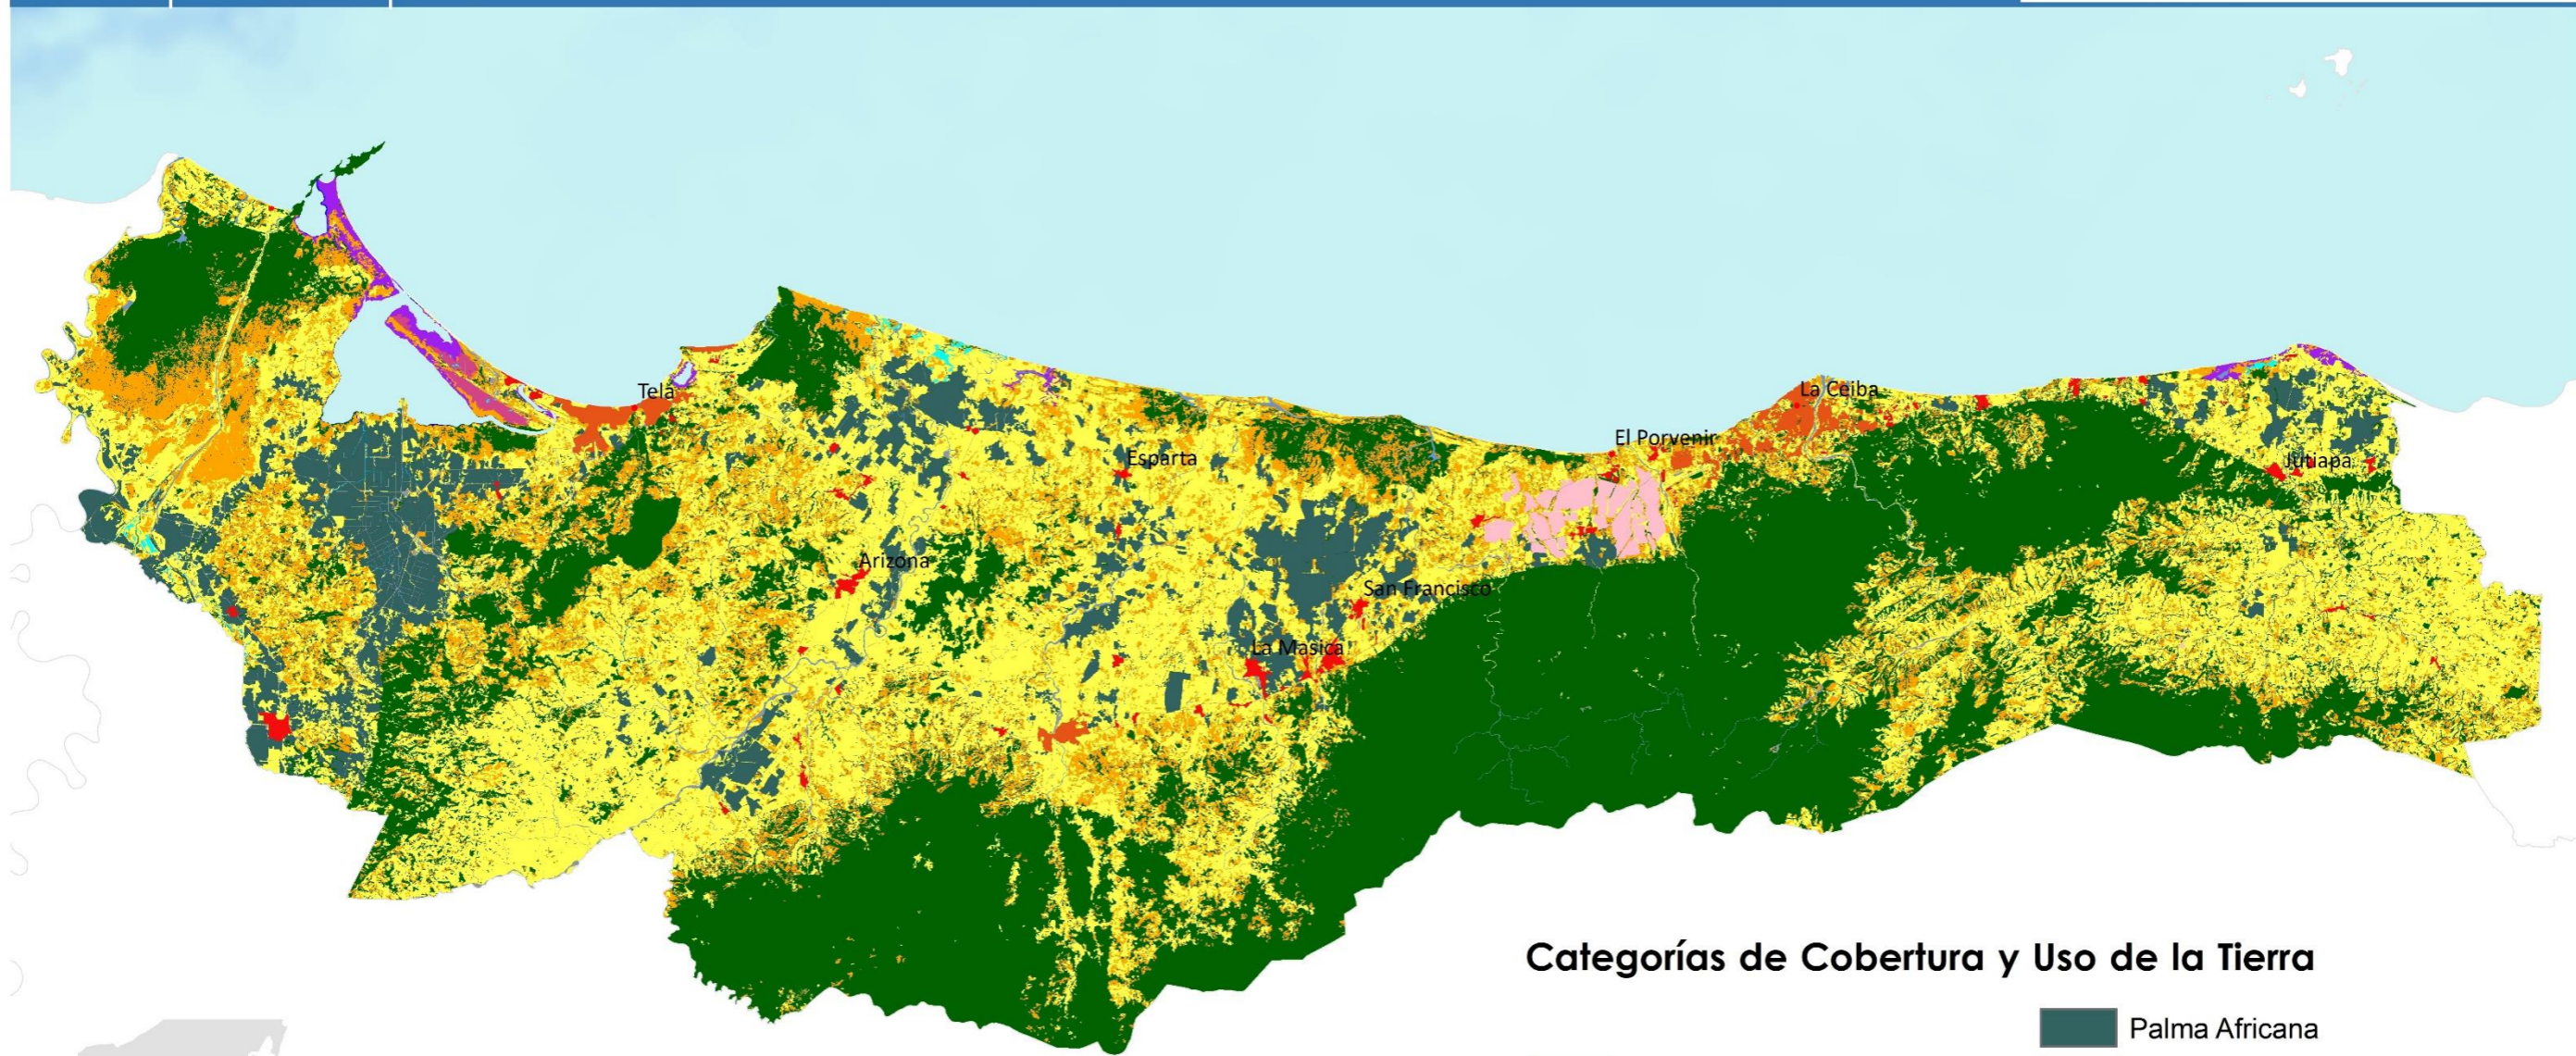 Tela
La Ceiba
El Porvenir
Esparta
Jutiapa
Arizona
San Francisco
La Masica
Categorías de Cobertura y Uso de la Tierra
Palma Africana